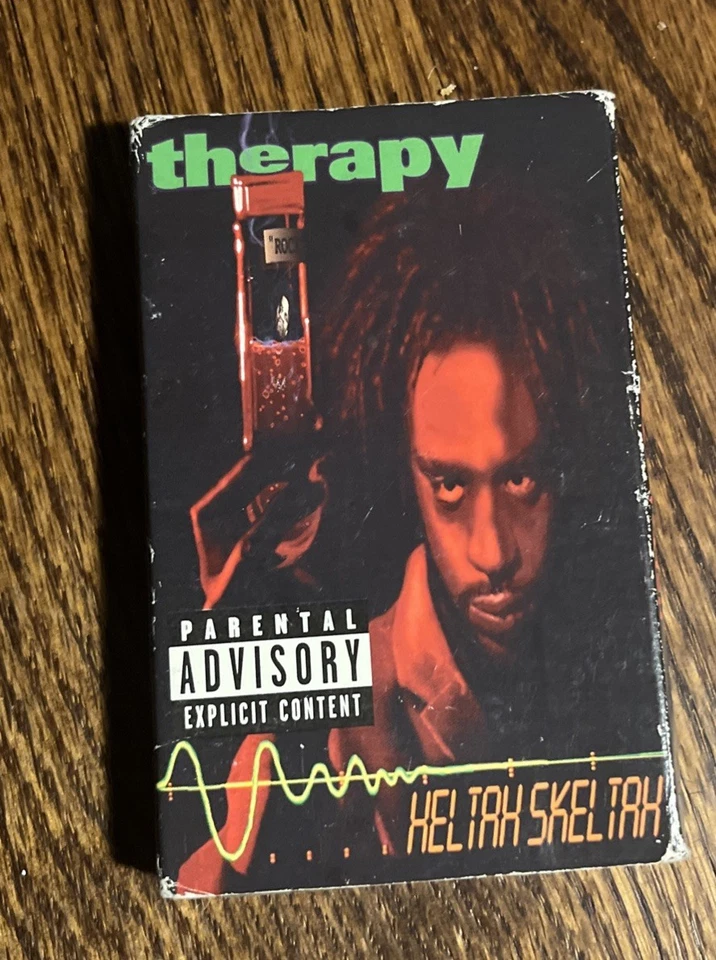 therapy
"ROCK
PARENTAL
ADVISORY
EXPLICIT CONTENT
HELTAH SKELTAH